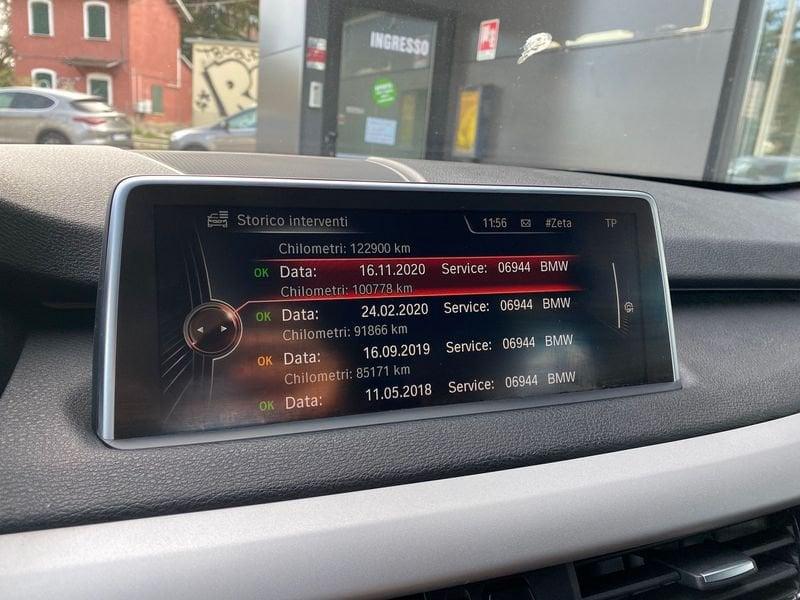 INGRESSO
Storico interventi 11:56 #Zeta TP
Chilometri: 122900 km
OK Data: 16.11.2020 Service: 06944 BMW
Chilometri: 100778 km
OK Data: 24.02.2020 Service: 06944 BMW
Chilometri: 91866 km
OK Data: 16.09.2019 Service: 06944 BMW
Chilometri: 85171 km
OK Data: 11.05.2018 Service: 06944 BMW